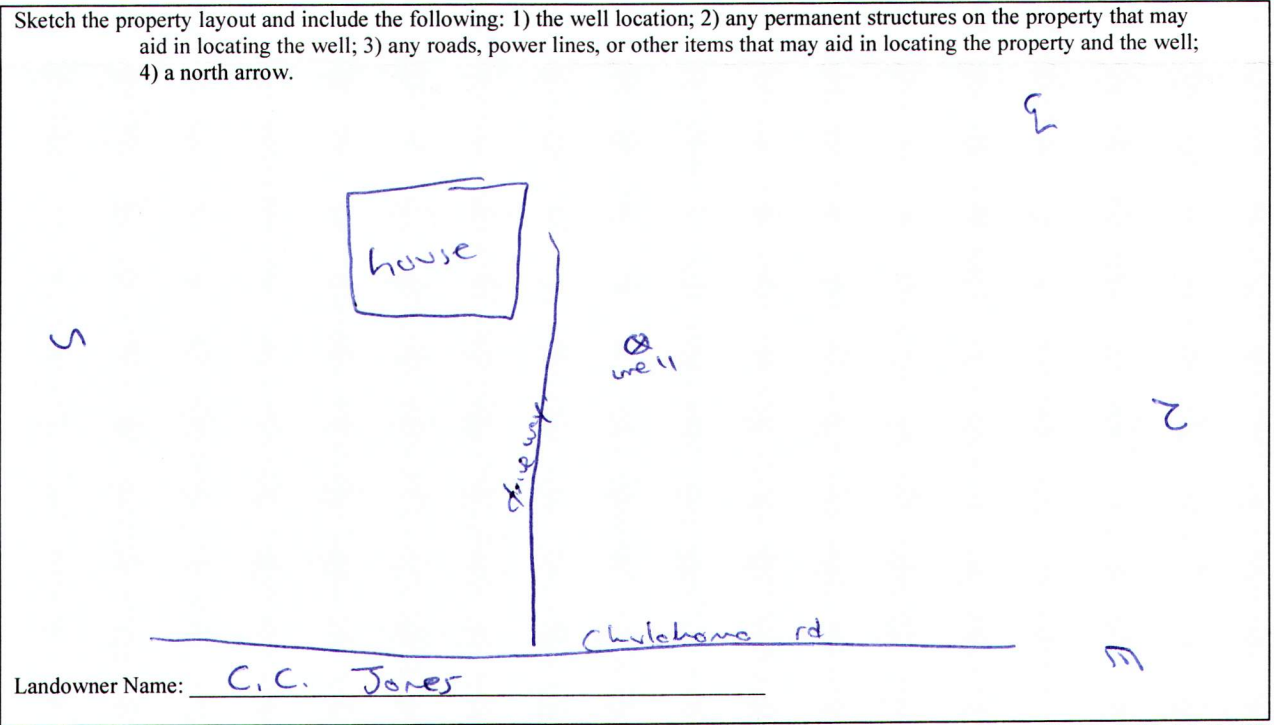 Sketch the property layout and include the following: 1) the well location; 2) any permanent structures on the property that may
aid in locating the well; 3) any roads, power lines, or other items that may aid in locating the property and the well;
4) a north arrow.
house
S
well
driveway
Chulahoma rd
Landowner Name: C. C. Jones